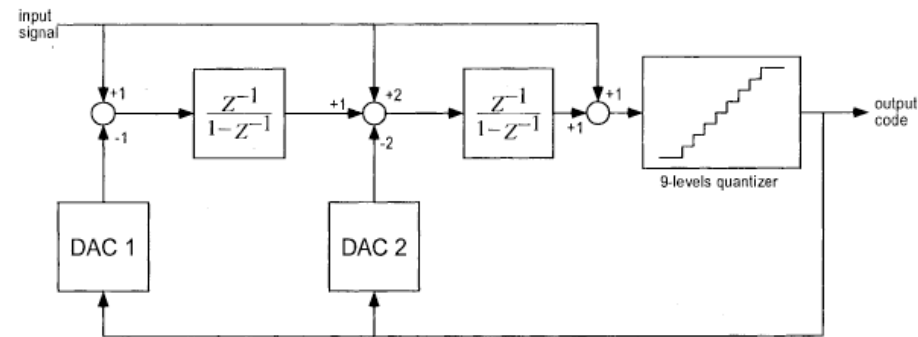 input
signal
+1
+2
+1
Z⁻¹
1−Z⁻¹
+1
Z⁻¹
1−Z⁻¹
+1
-1
-2
output
code
9-levels quantizer
DAC 1
DAC 2